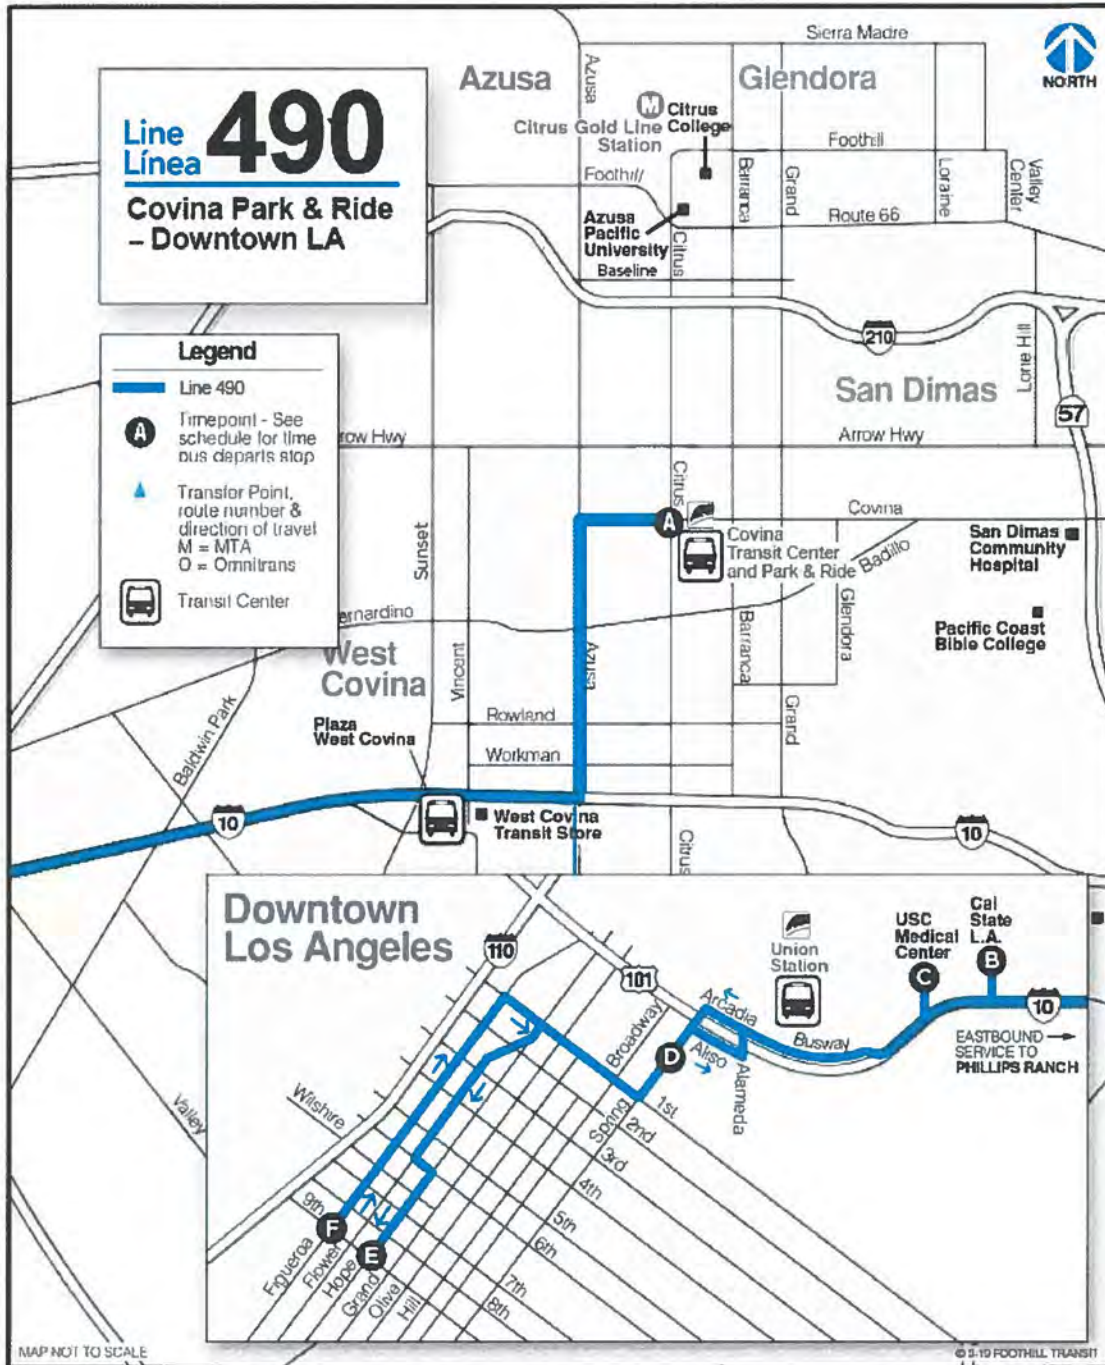 Line
Línea
490
Covina Park & Ride
– Downtown LA
Legend
Line 490
A
Timepoint - See
schedule for time
bus departs stop
Transfer Point,
route number &
direction of travel
M = MTA
O = Omnitrans
Transit Center
NORTH
Sierra Madre
Azusa
Azusa
Glendora
M
Citrus
College
Citrus Gold Line
Station
Foothill
Foothill
Barranca
Grand
Loraine
Valley
Center
Route 66
Azusa
Pacific
University
Citrus
Baseline
210
Lone Hill
San Dimas
57
row Hwy
Arrow Hwy
Citrus
A
Covina
Covina
Transit Center
and Park & Ride
Badillo
San Dimas
Community
Hospital
Sunset
ernardino
Glendora
Pacific Coast
Bible College
West
Covina
Vincent
Azusa
Barranca
Grand
Baldwin Park
Rowland
Plaza
West Covina
Workman
10
West Covina
Transit Store
10
Citrus
Valley
Downtown
Los Angeles
110
101
Broadway
Union
Station
USC
Medical
Center
C
Cal
State
L.A.
B
10
Arcadia
Busway
Aliso
D
Alameda
EASTBOUND
SERVICE TO
PHILLIPS RANCH
Wilshire
Spring
1st
2nd
3rd
4th
5th
6th
7th
8th
9th
F
E
Figueroa
Flower
Hope
Grand
Olive
Hill
MAP NOT TO SCALE
© 5-19 FOOTHILL TRANSIT